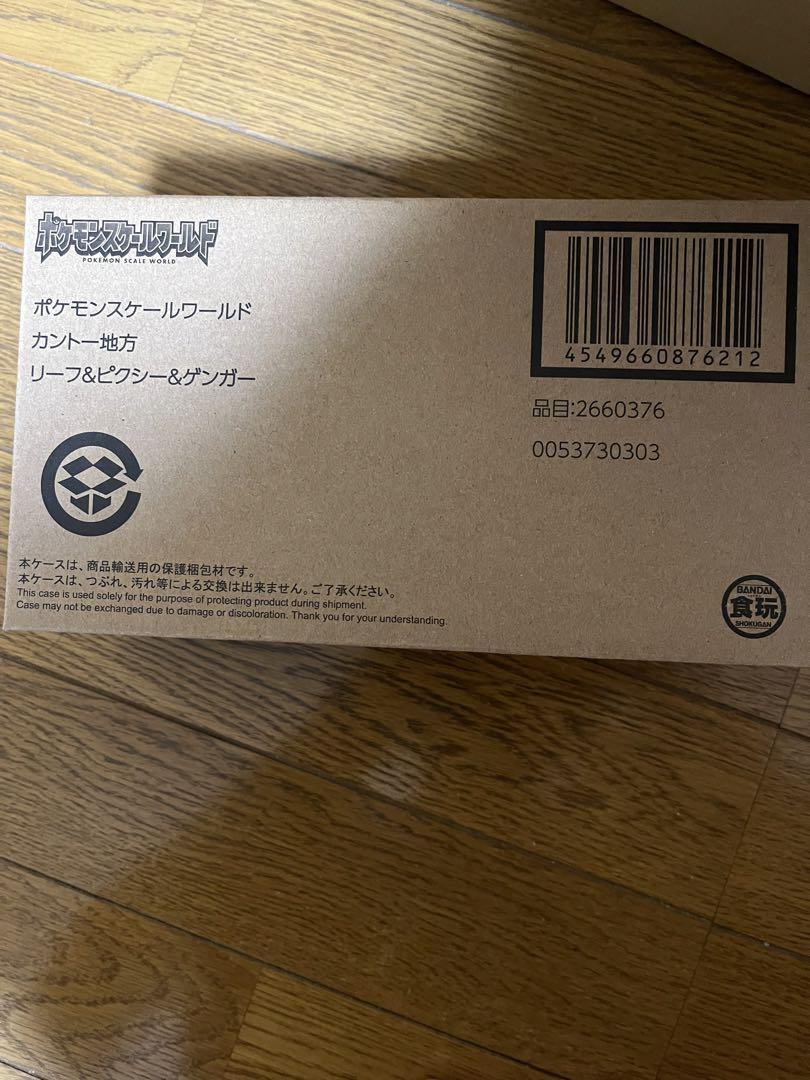 ポケモンスケールワールド
POKEMON SCALE WORLD
ポケモンスケールワールド
カントー地方
リーフ&ピクシー&ゲンガー
4549660876212
品目:2660376
0053730303
本ケースは、商品輸送用の保護梱包材です。
本ケースは、つぶれ、汚れ等による交換は出来ません。ご了承ください。
This case is used solely for the purpose of protecting product during shipment.
Case may not be exchanged due to damage or discoloration. Thank you for your understanding.
BANDAI
食玩
SHOKUGAN